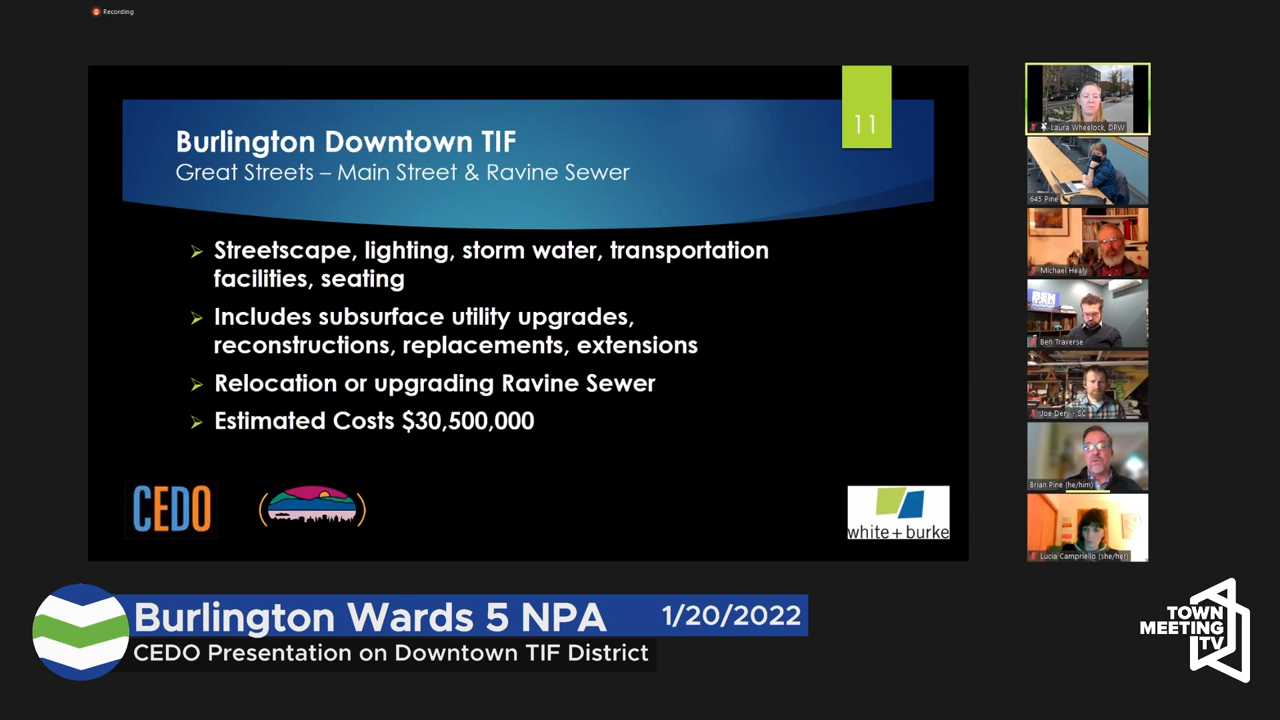 Recording
11
Burlington Downtown TIF
Great Streets – Main Street & Ravine Sewer
Streetscape, lighting, storm water, transportation
facilities, seating
Includes subsurface utility upgrades,
reconstructions, replacements, extensions
Relocation or upgrading Ravine Sewer
Estimated Costs $30,500,000
CEDO
white + burke
Laura Wheelock, DPW
645 Pine
Michael Healy
BEN
Ben Traverse
Joe Dery - SC
Brian Pine (he/him)
Lucia Campriello (she/her)
Burlington Wards 5 NPA
1/20/2022
CEDO Presentation on Downtown TIF District
TOWN
MEETING
TV